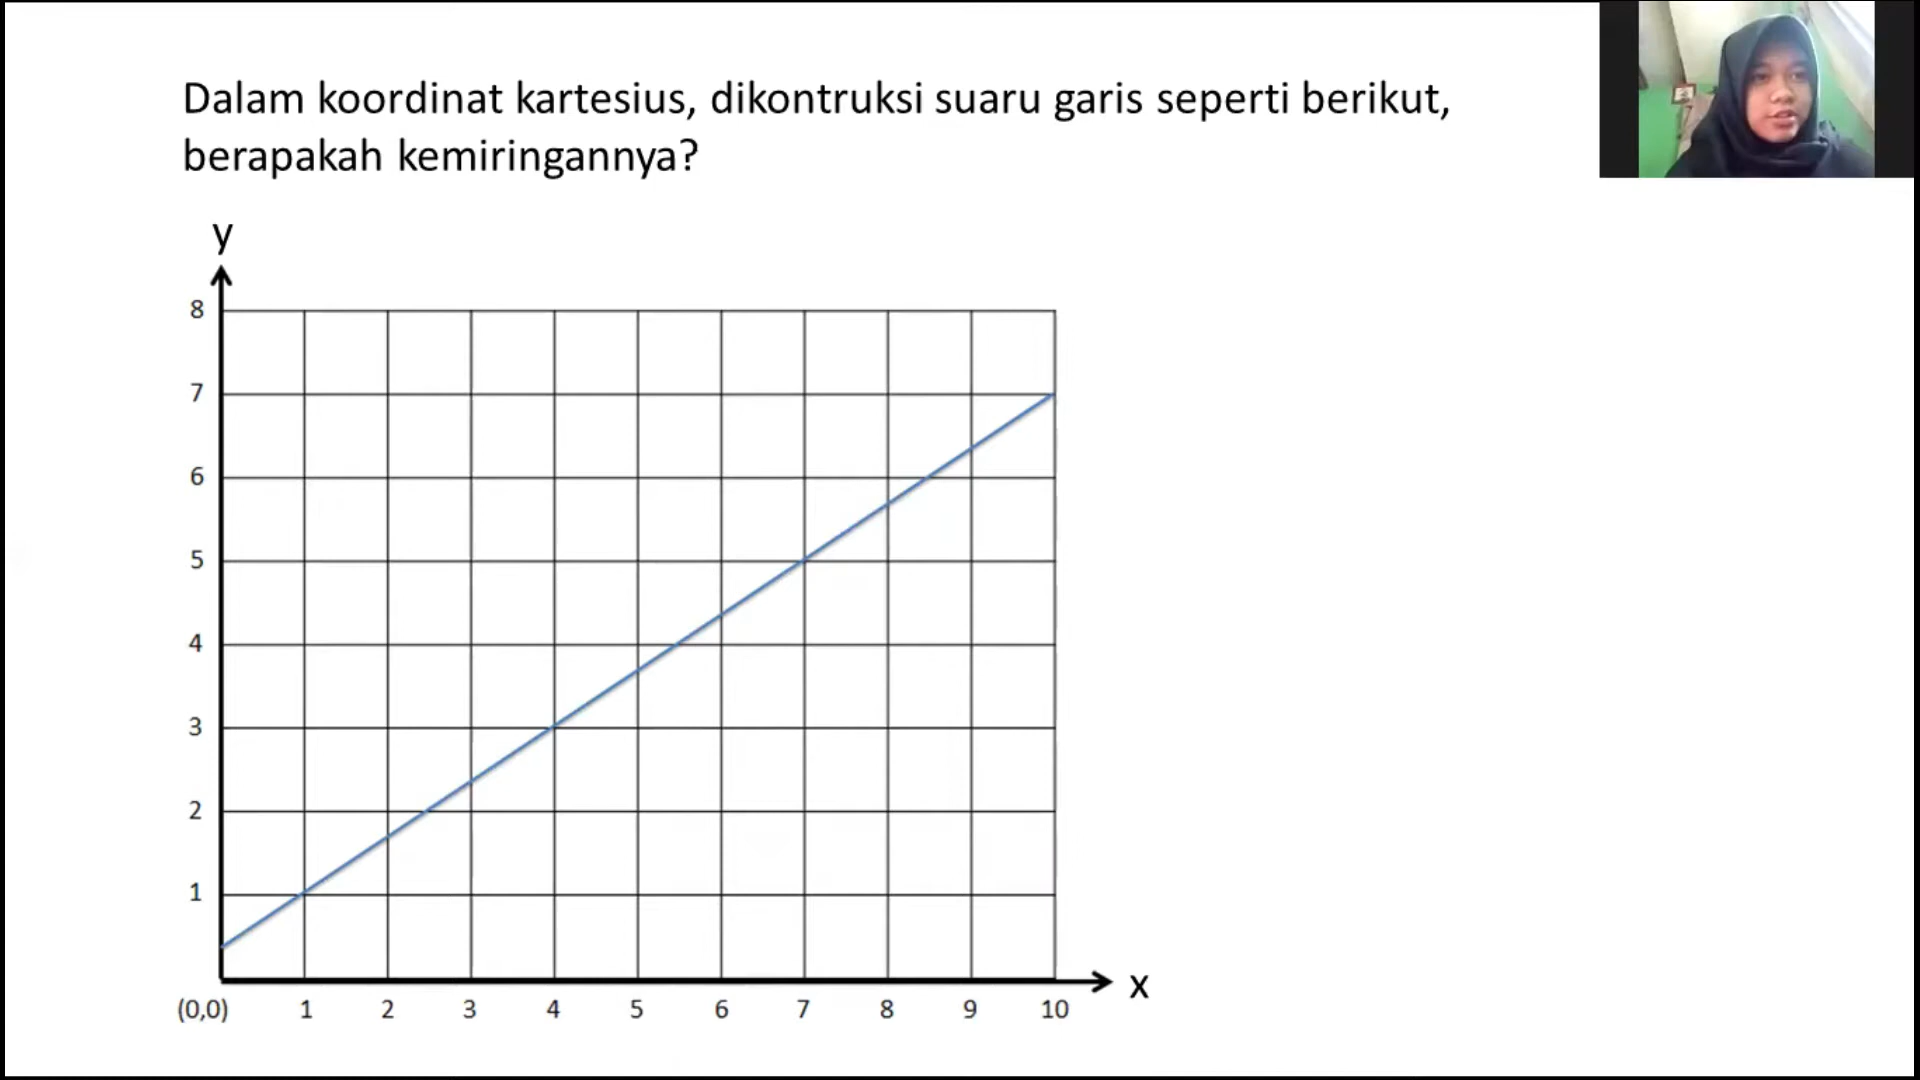 Dalam koordinat kartesius, dikontruksi suaru garis seperti berikut,
berapakah kemiringannya?
y
8
7
6
5
4
3
2
1
(0,0) 1 2 3 4 5 6 7 8 9 10 x